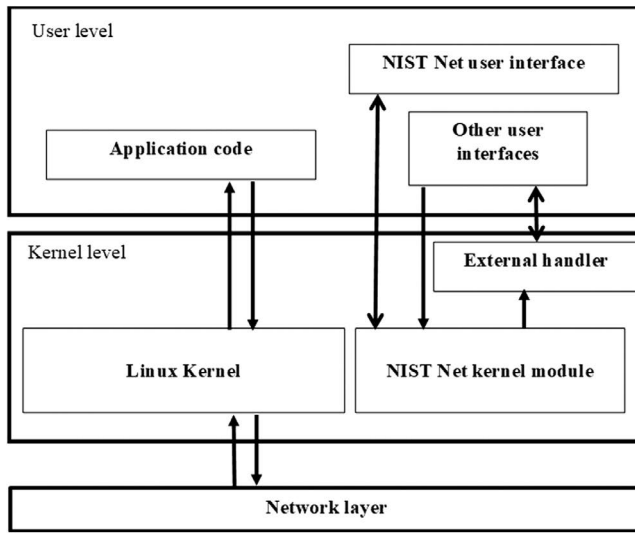 User level
NIST Net user interface
Application code
Other user
interfaces
Kernel level
External handler
Linux Kernel
NIST Net kernel module
Network layer